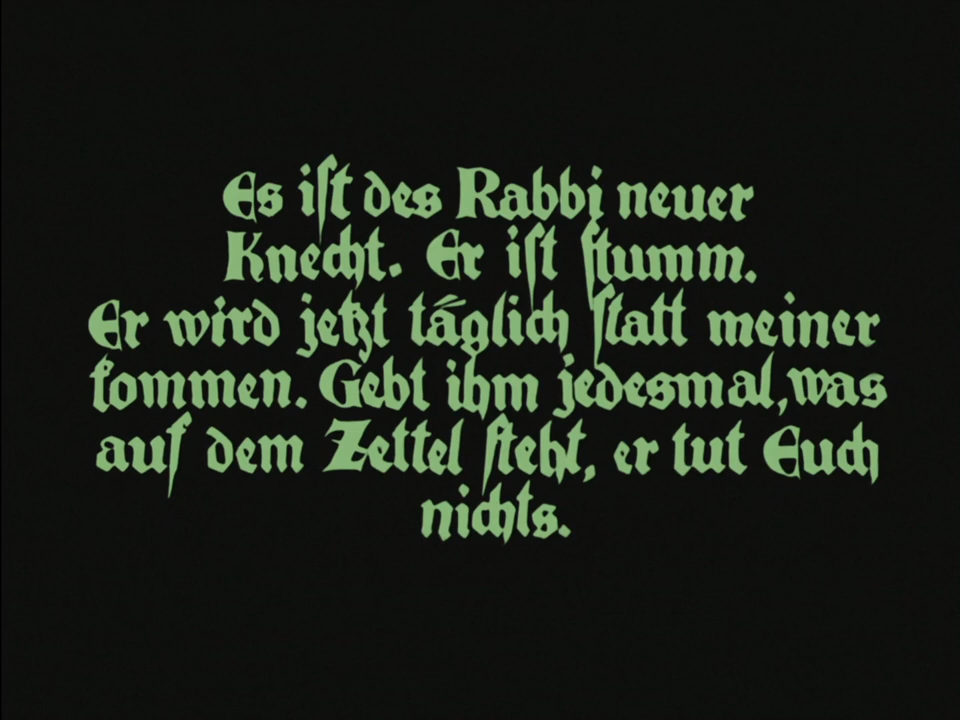 Es ist des Rabbi neuer
Knecht. Er ist stumm.
Er wird jetzt täglich statt meiner
kommen. Gebt ihm jedesmal, was
auf dem Zettel steht, er tut Euch
nichts.